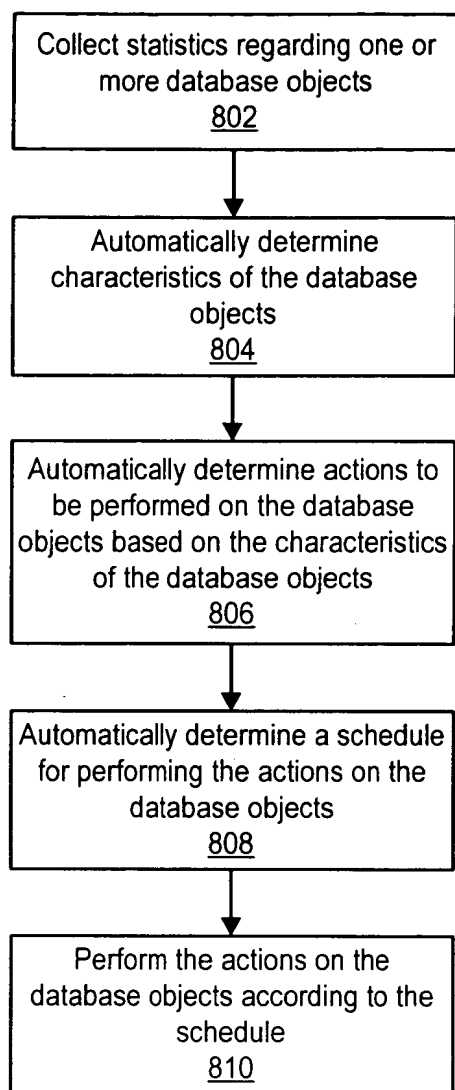 Collect statistics regarding one or
more database objects
802
Automatically determine
characteristics of the database
objects
804
Automatically determine actions to
be performed on the database
objects based on the characteristics
of the database objects
806
Automatically determine a schedule
for performing the actions on the
database objects
808
Perform the actions on the
database objects according to the
schedule
810